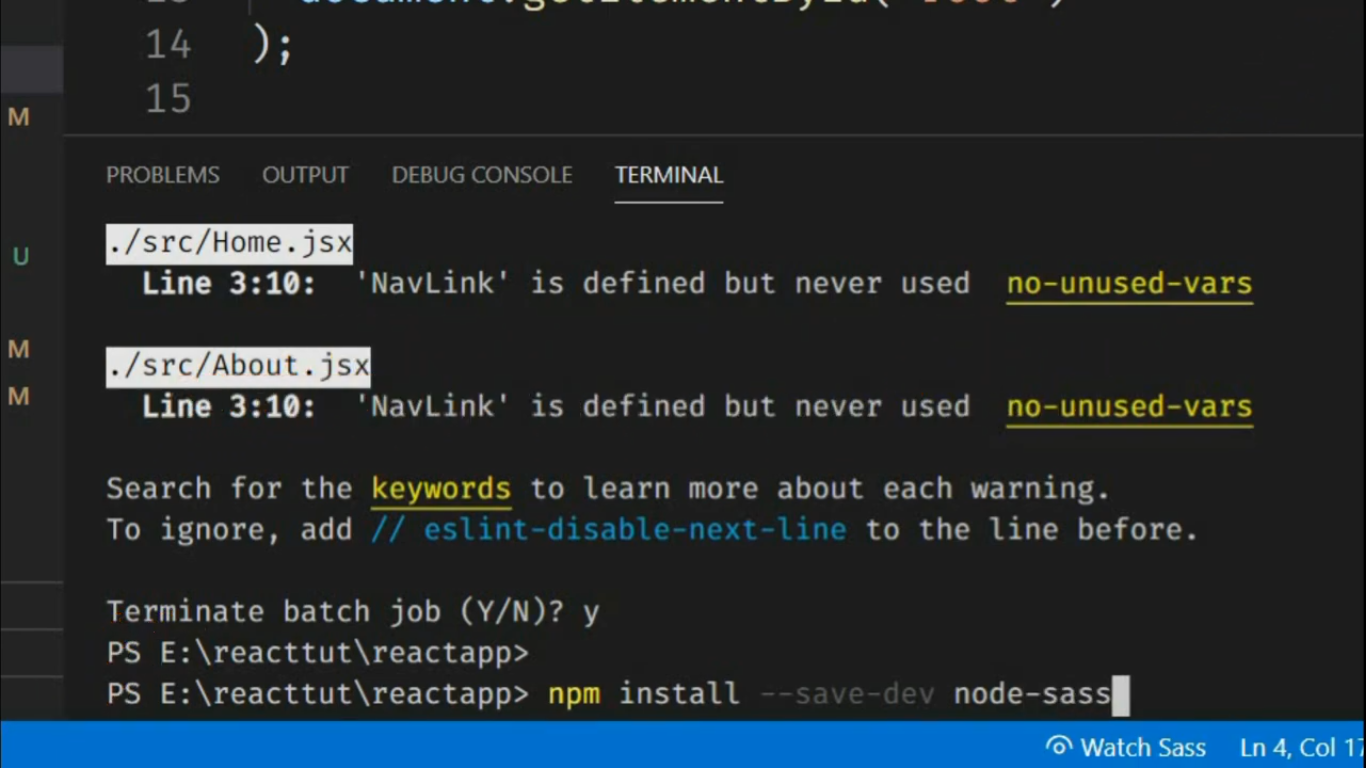 13 document.getElementById("root")
14 );
15
M
U
M
M
PROBLEMS OUTPUT DEBUG CONSOLE TERMINAL
./src/Home.jsx
Line 3:10: 'NavLink' is defined but never used no-unused-vars
./src/About.jsx
Line 3:10: 'NavLink' is defined but never used no-unused-vars
Search for the keywords to learn more about each warning.
To ignore, add // eslint-disable-next-line to the line before.
Terminate batch job (Y/N)? y
PS E:\reacttut\reactapp>
PS E:\reacttut\reactapp> npm install --save-dev node-sass
Watch Sass Ln 4, Col 17